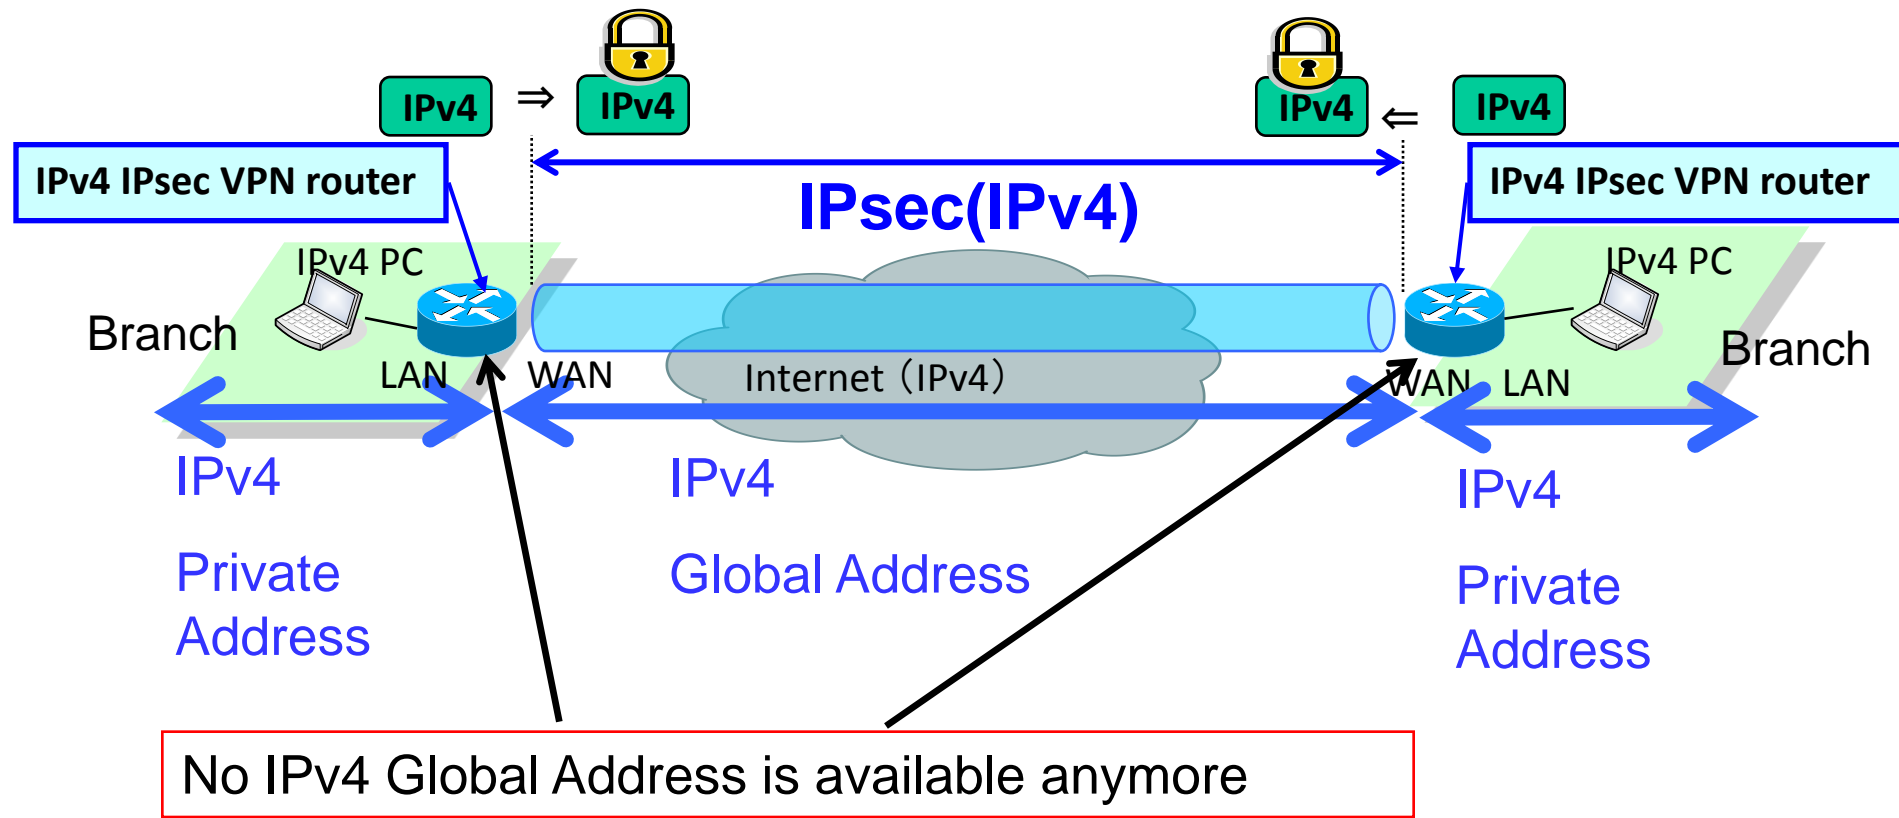 IPv4
⇒
IPv4
IPv4
⇐
IPv4
IPv4 IPsec VPN router
IPsec(IPv4)
IPv4 IPsec VPN router
IPv4 PC
IPv4 PC
Branch
Branch
LAN
WAN
Internet（IPv4）
WAN
LAN
IPv4
Private
Address
IPv4
Global Address
IPv4
Private
Address
No IPv4 Global Address is available anymore